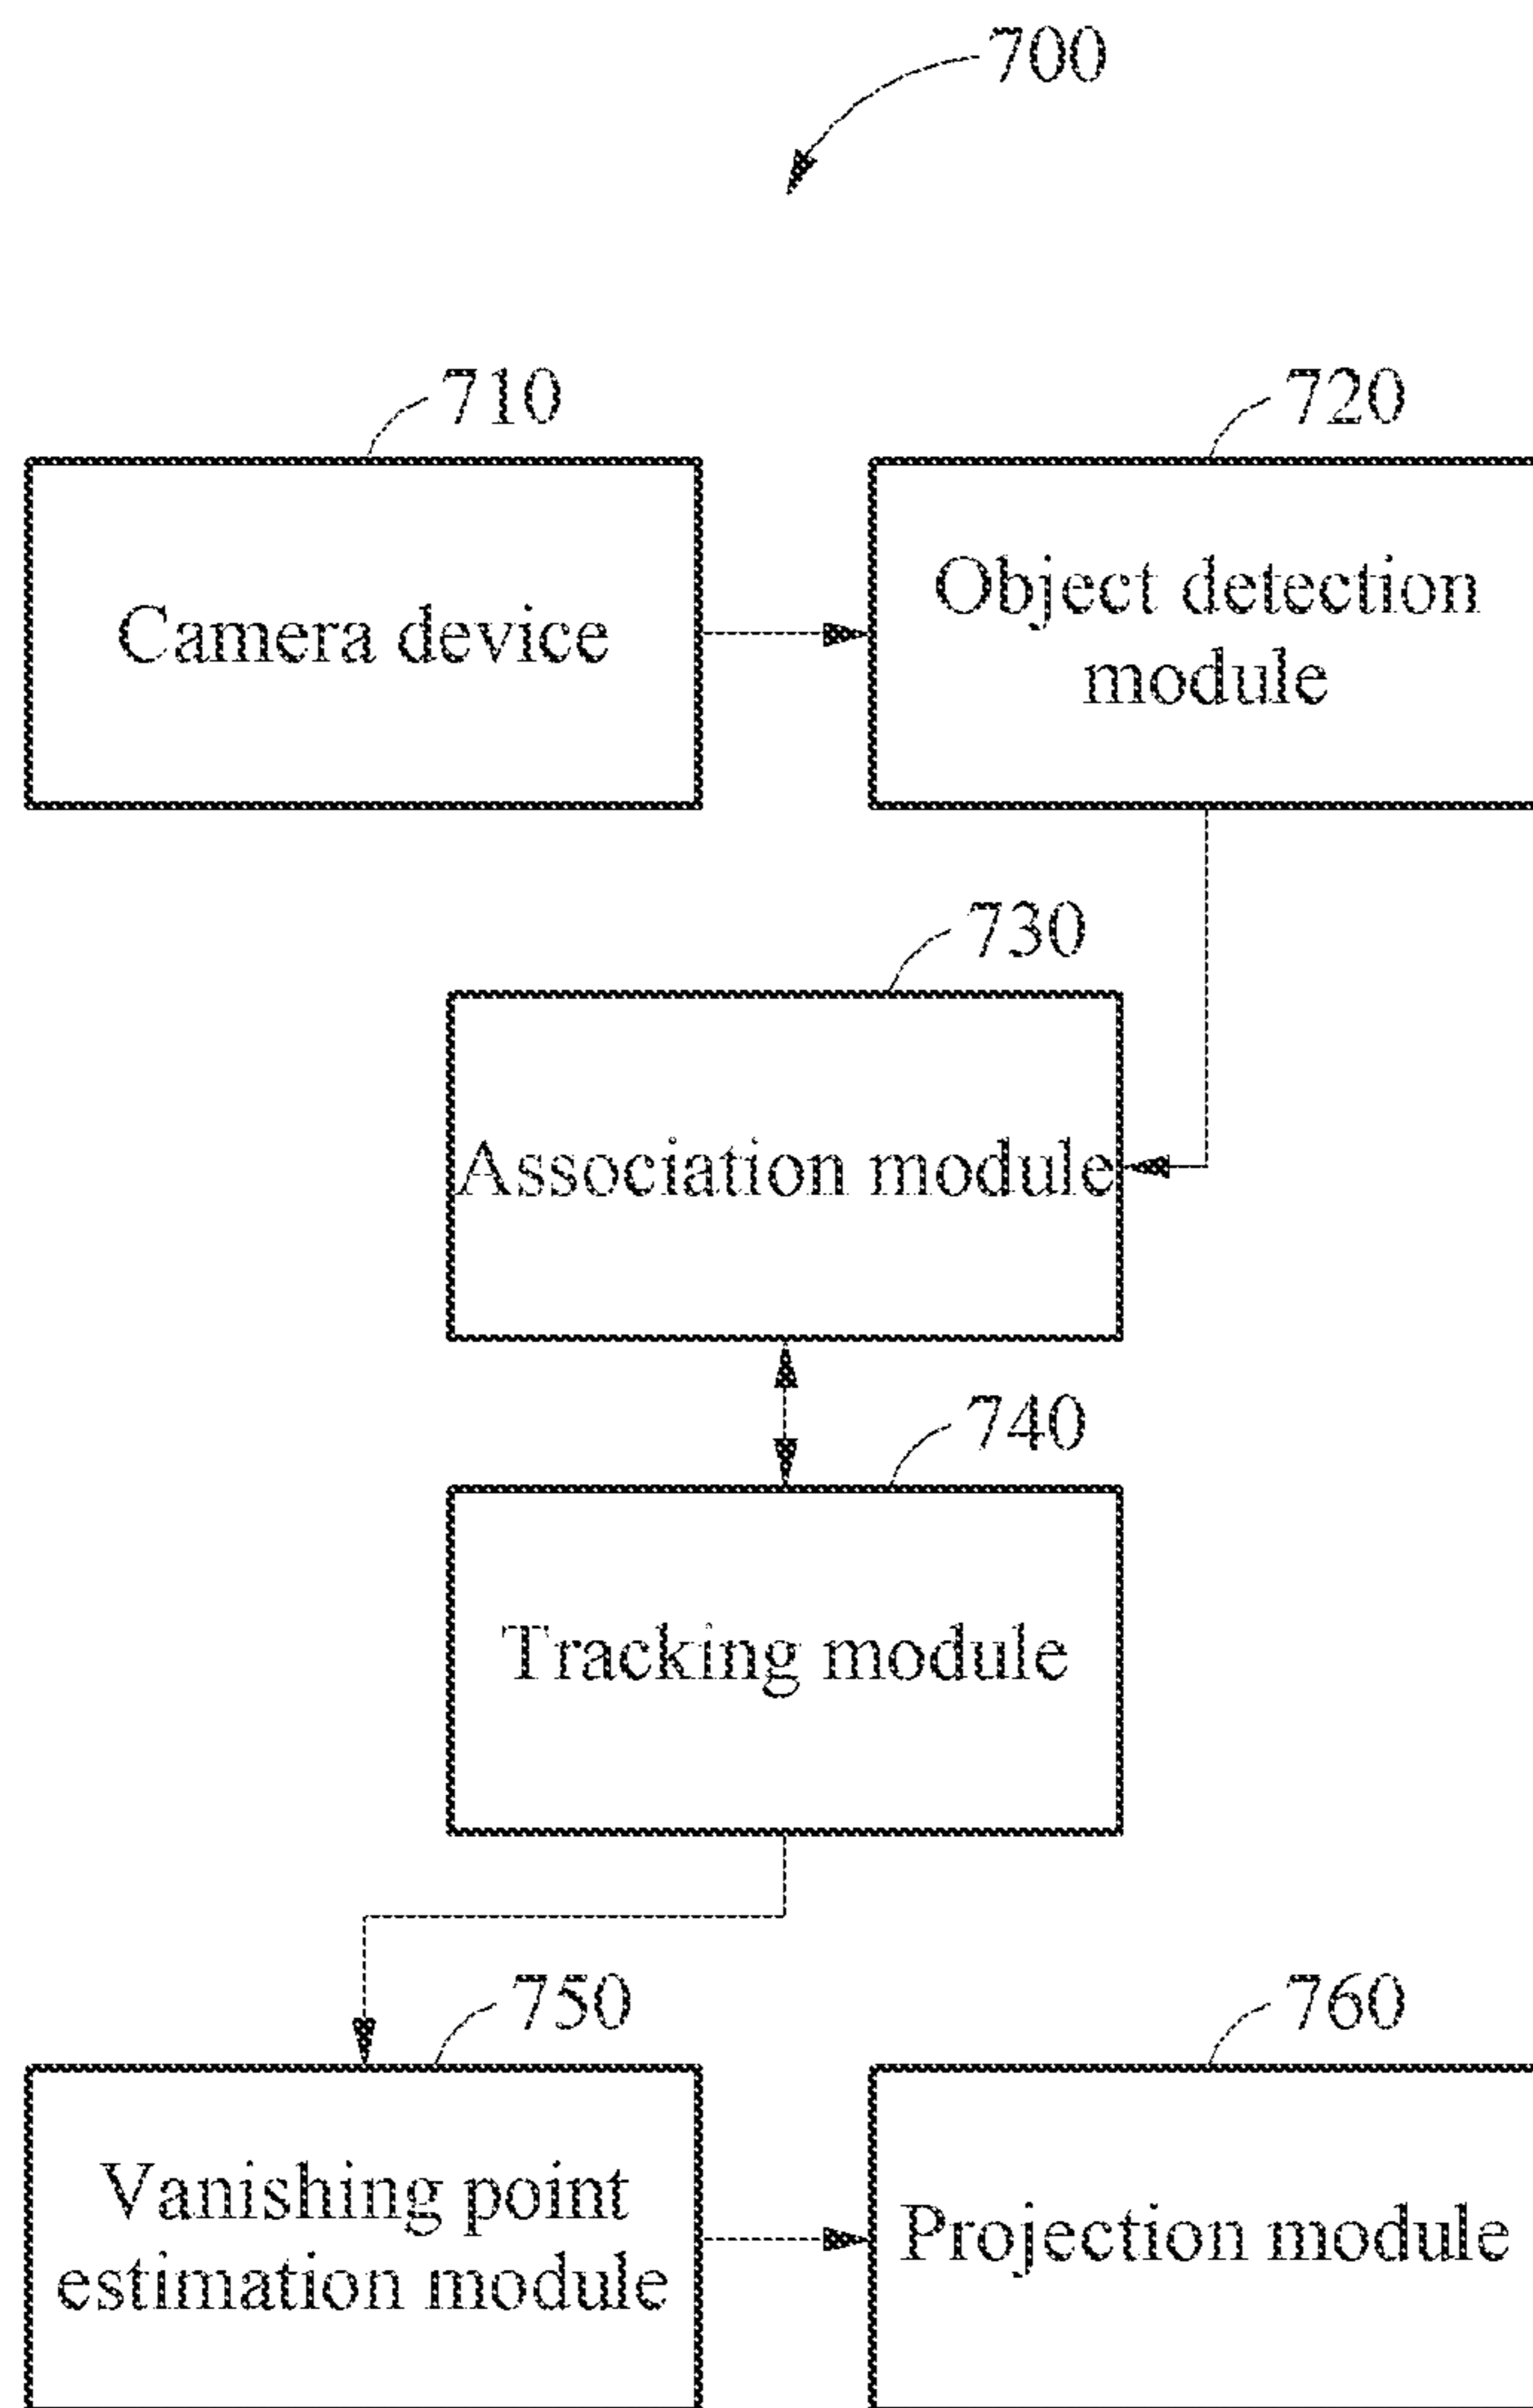 700
710
720
Camera device
Object detection
module
730
Association module
740
Tracking module
750
760
Vanishing point
estimation module
Projection module